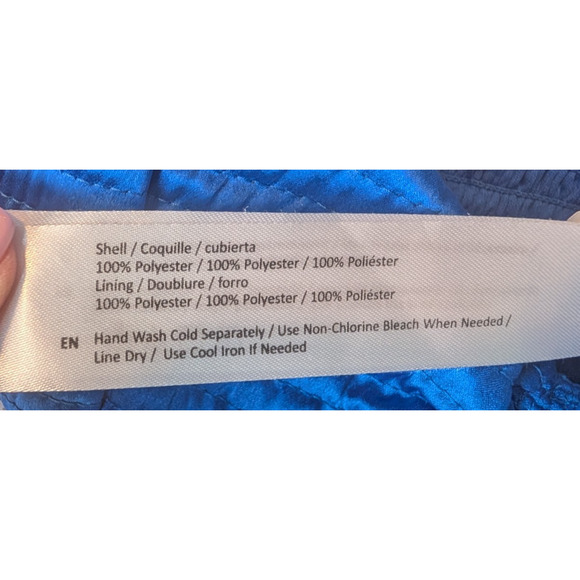 Shell / Coquille / cubierta
100% Polyester / 100% Polyester / 100% Poliéster
Lining / Doublure / forro
100% Polyester / 100% Polyester / 100% Poliéster
EN Hand Wash Cold Separately / Use Non-Chlorine Bleach When Needed /
Line Dry / Use Cool Iron If Needed